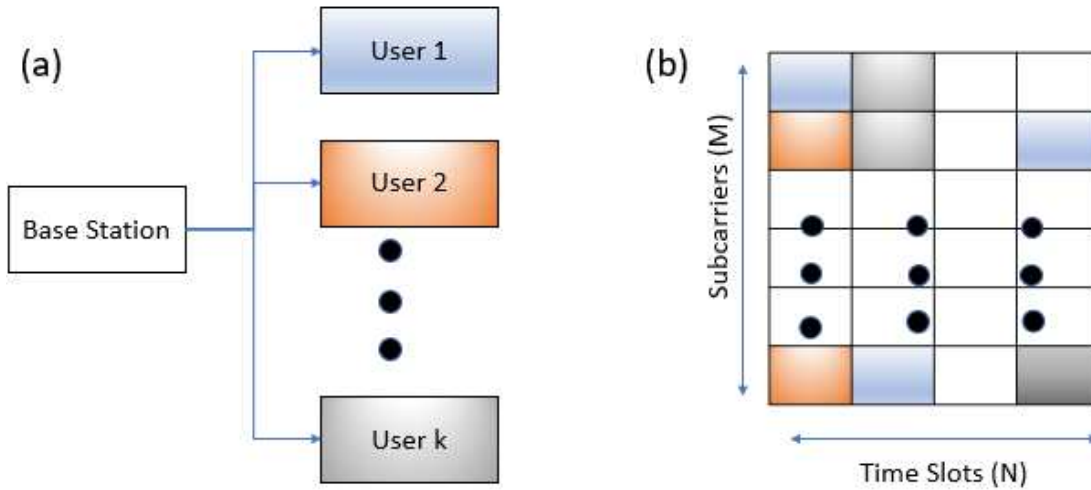 (a)
User 1
User 2
Base Station
User k
(b)
Subcarriers (M)
Time Slots (N)